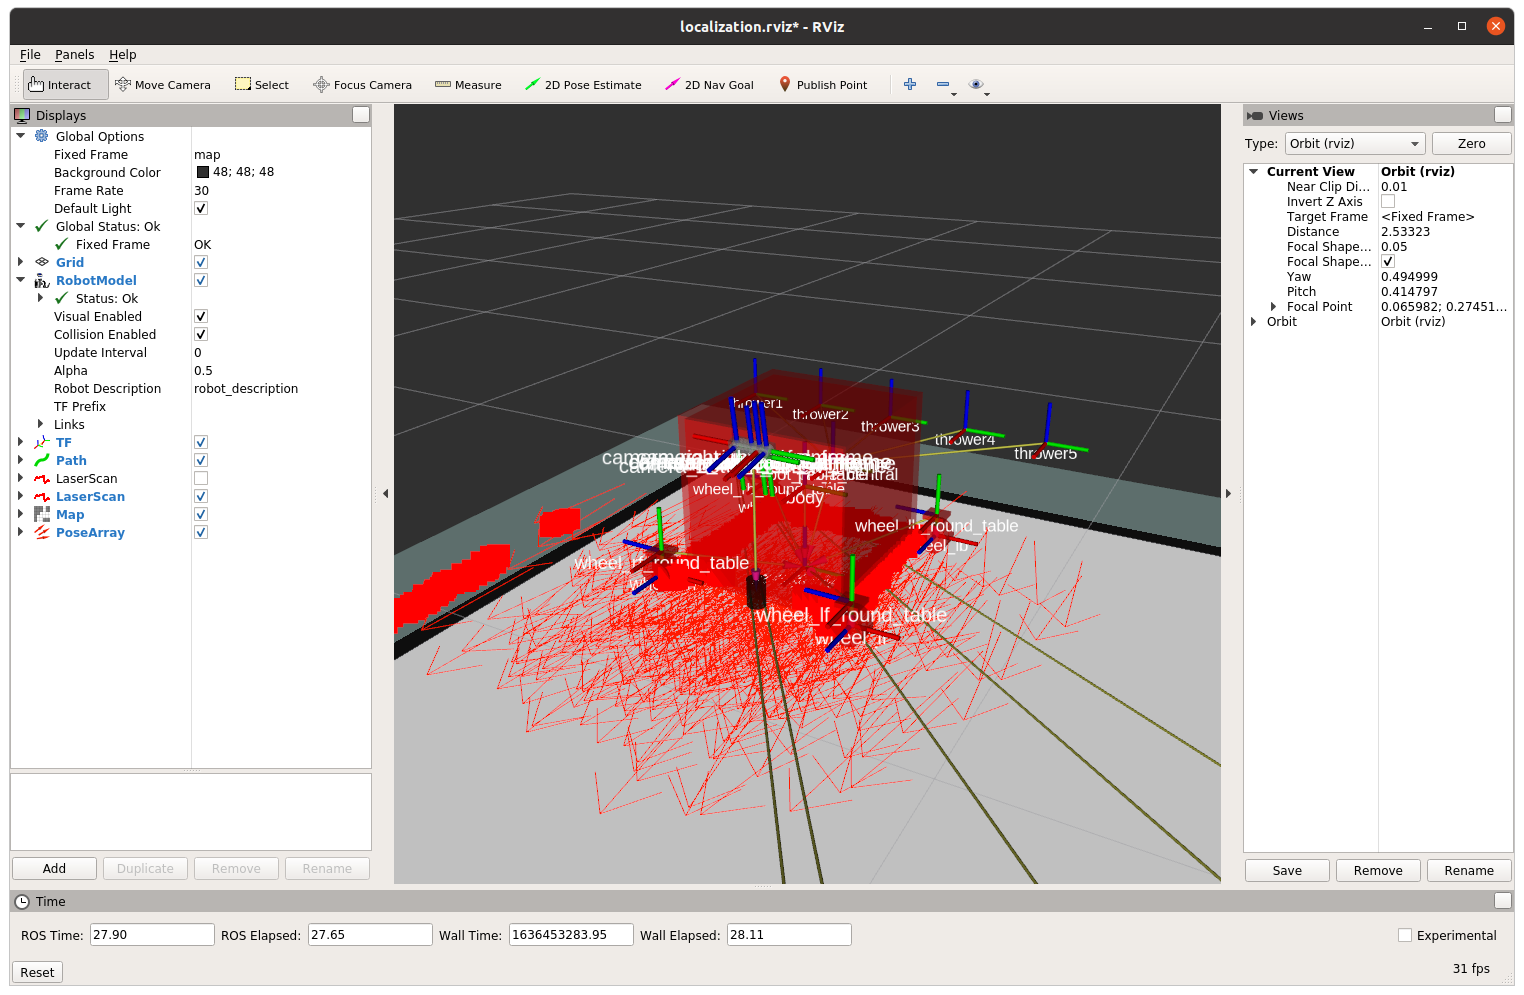 localization.rviz* - RViz
File Panels Help
Interact Move Camera Select Focus Camera Measure 2D Pose Estimate 2D Nav Goal Publish Point
Displays
Global Options
Fixed Frame map
Background Color 48; 48; 48
Frame Rate 30
Default Light
Global Status: Ok
Fixed Frame OK
Grid
RobotModel
Status: Ok
Visual Enabled
Collision Enabled
Update Interval 0
Alpha 0.5
Robot Description robot_description
TF Prefix
Links
TF
Path
LaserScan
LaserScan
Map
PoseArray
Add Duplicate Remove Rename
thrower1
thrower2
thrower3
thrower4
thrower5
body
wheel_lb_round_table
wheel_rf_round_table
wheel_lf_round_table
Views
Type: Orbit (rviz) Zero
Current View Orbit (rviz)
Near Clip Di... 0.01
Invert Z Axis
Target Frame <Fixed Frame>
Distance 2.53323
Focal Shape... 0.05
Focal Shape...
Yaw 0.494999
Pitch 0.414797
Focal Point 0.065982; 0.27451...
Orbit Orbit (rviz)
Save Remove Rename
Time
ROS Time: 27.90 ROS Elapsed: 27.65 Wall Time: 1636453283.95 Wall Elapsed: 28.11 Experimental
Reset 31 fps